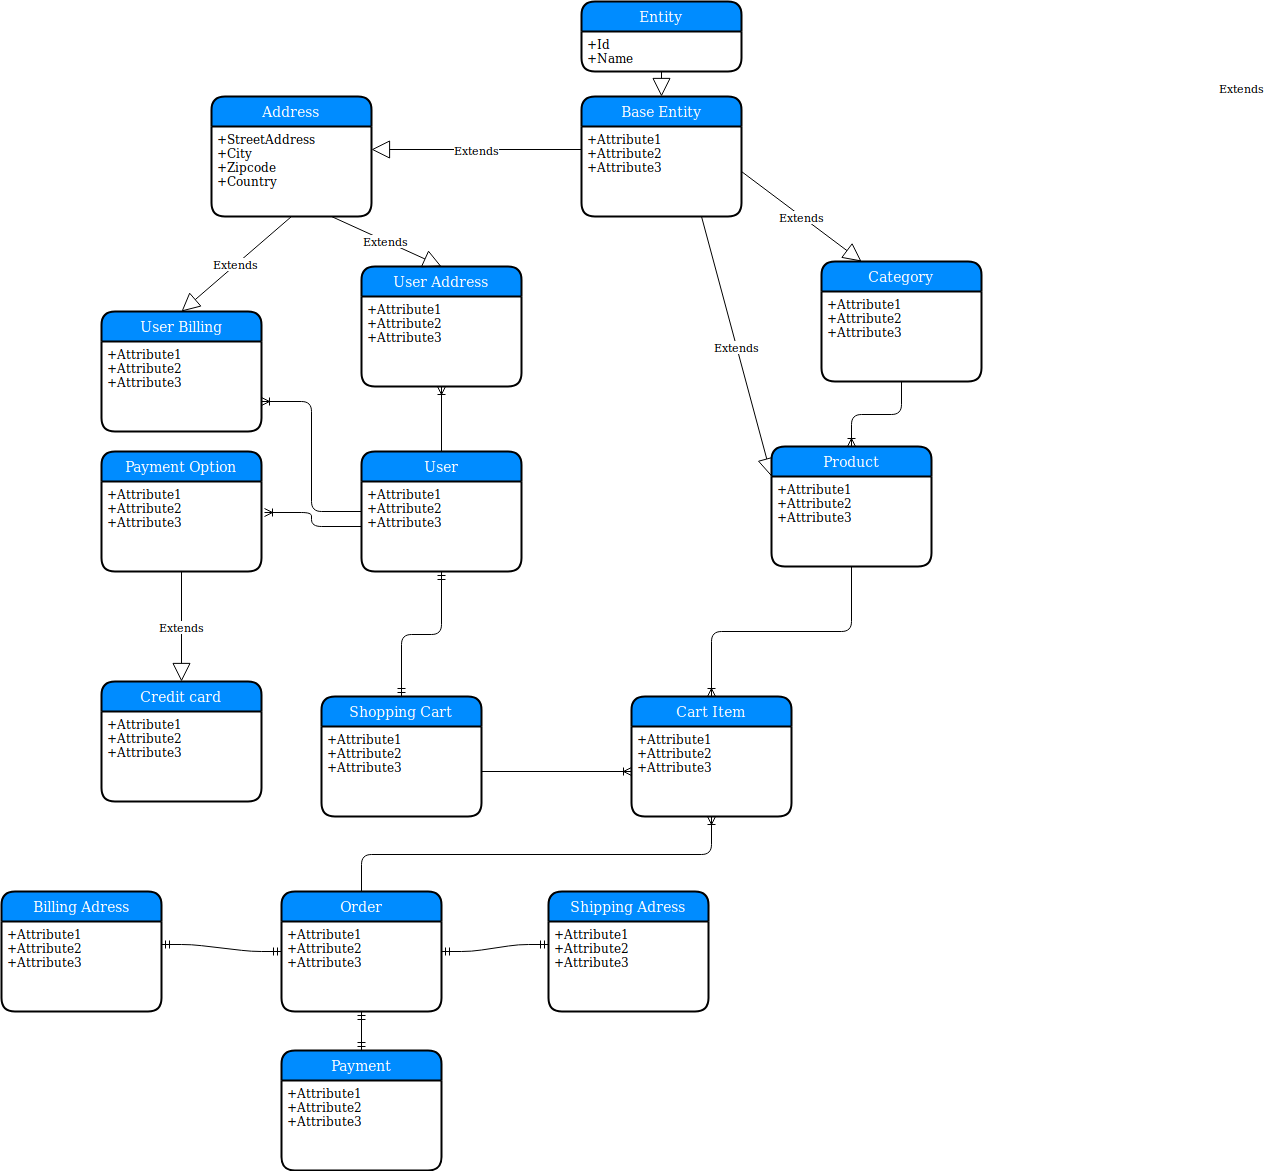 Entity
+Id
+Name
Extends
Address
+StreetAddress
+City
+Zipcode
+Country
Extends
Base Entity
+Attribute1
+Attribute2
+Attribute3
Extends
Extends
Extends
Extends
Category
+Attribute1
+Attribute2
+Attribute3
User Address
+Attribute1
+Attribute2
+Attribute3
User Billing
+Attribute1
+Attribute2
+Attribute3
Extends
Payment Option
+Attribute1
+Attribute2
+Attribute3
User
+Attribute1
+Attribute2
+Attribute3
Product
+Attribute1
+Attribute2
+Attribute3
Extends
Credit card
+Attribute1
+Attribute2
+Attribute3
Shopping Cart
+Attribute1
+Attribute2
+Attribute3
Cart Item
+Attribute1
+Attribute2
+Attribute3
Billing Adress
+Attribute1
+Attribute2
+Attribute3
Order
+Attribute1
+Attribute2
+Attribute3
Shipping Adress
+Attribute1
+Attribute2
+Attribute3
Payment
+Attribute1
+Attribute2
+Attribute3